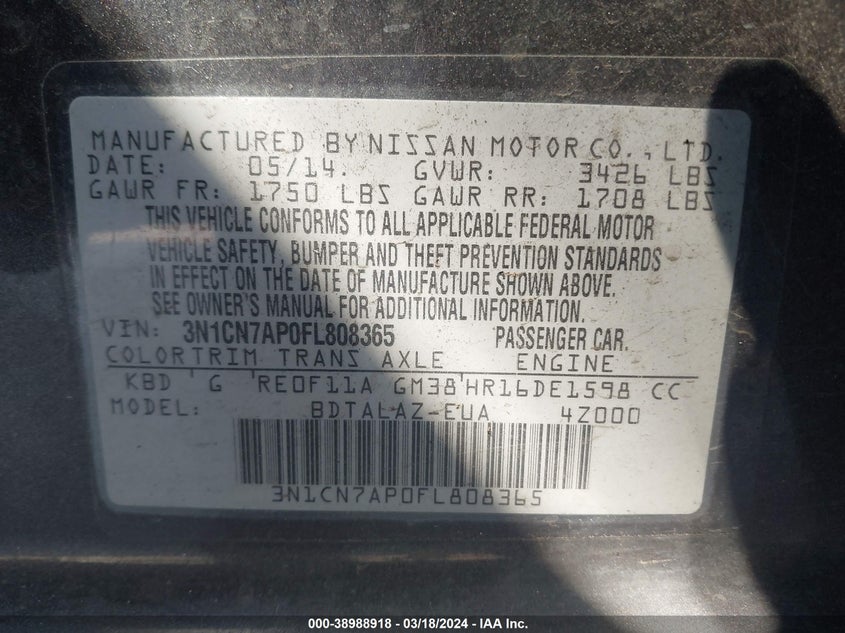 MANUFACTURED BY NISSAN MOTOR CO., LTD.
DATE: 05/14. GVWR: 3426 LBS
GAWR FR: 1750 LBS GAWR RR: 1708 LBS
THIS VEHICLE CONFORMS TO ALL APPLICABLE FEDERAL MOTOR
VEHICLE SAFETY, BUMPER AND THEFT PREVENTION STANDARDS
IN EFFECT ON THE DATE OF MANUFACTURE SHOWN ABOVE.
SEE OWNER'S MANUAL FOR ADDITIONAL INFORMATION.
VIN: 3N1CN7AP0FL808365 PASSENGER CAR.
COLOR TRIM TRANS AXLE ENGINE
KBD G RE0F11A GM38 HR16DE1598 CC
MODEL: BDTALAZ-EUA 4Z000
3N1CN7AP0FL808365
000-38988918 - 03/18/2024 - IAA Inc.